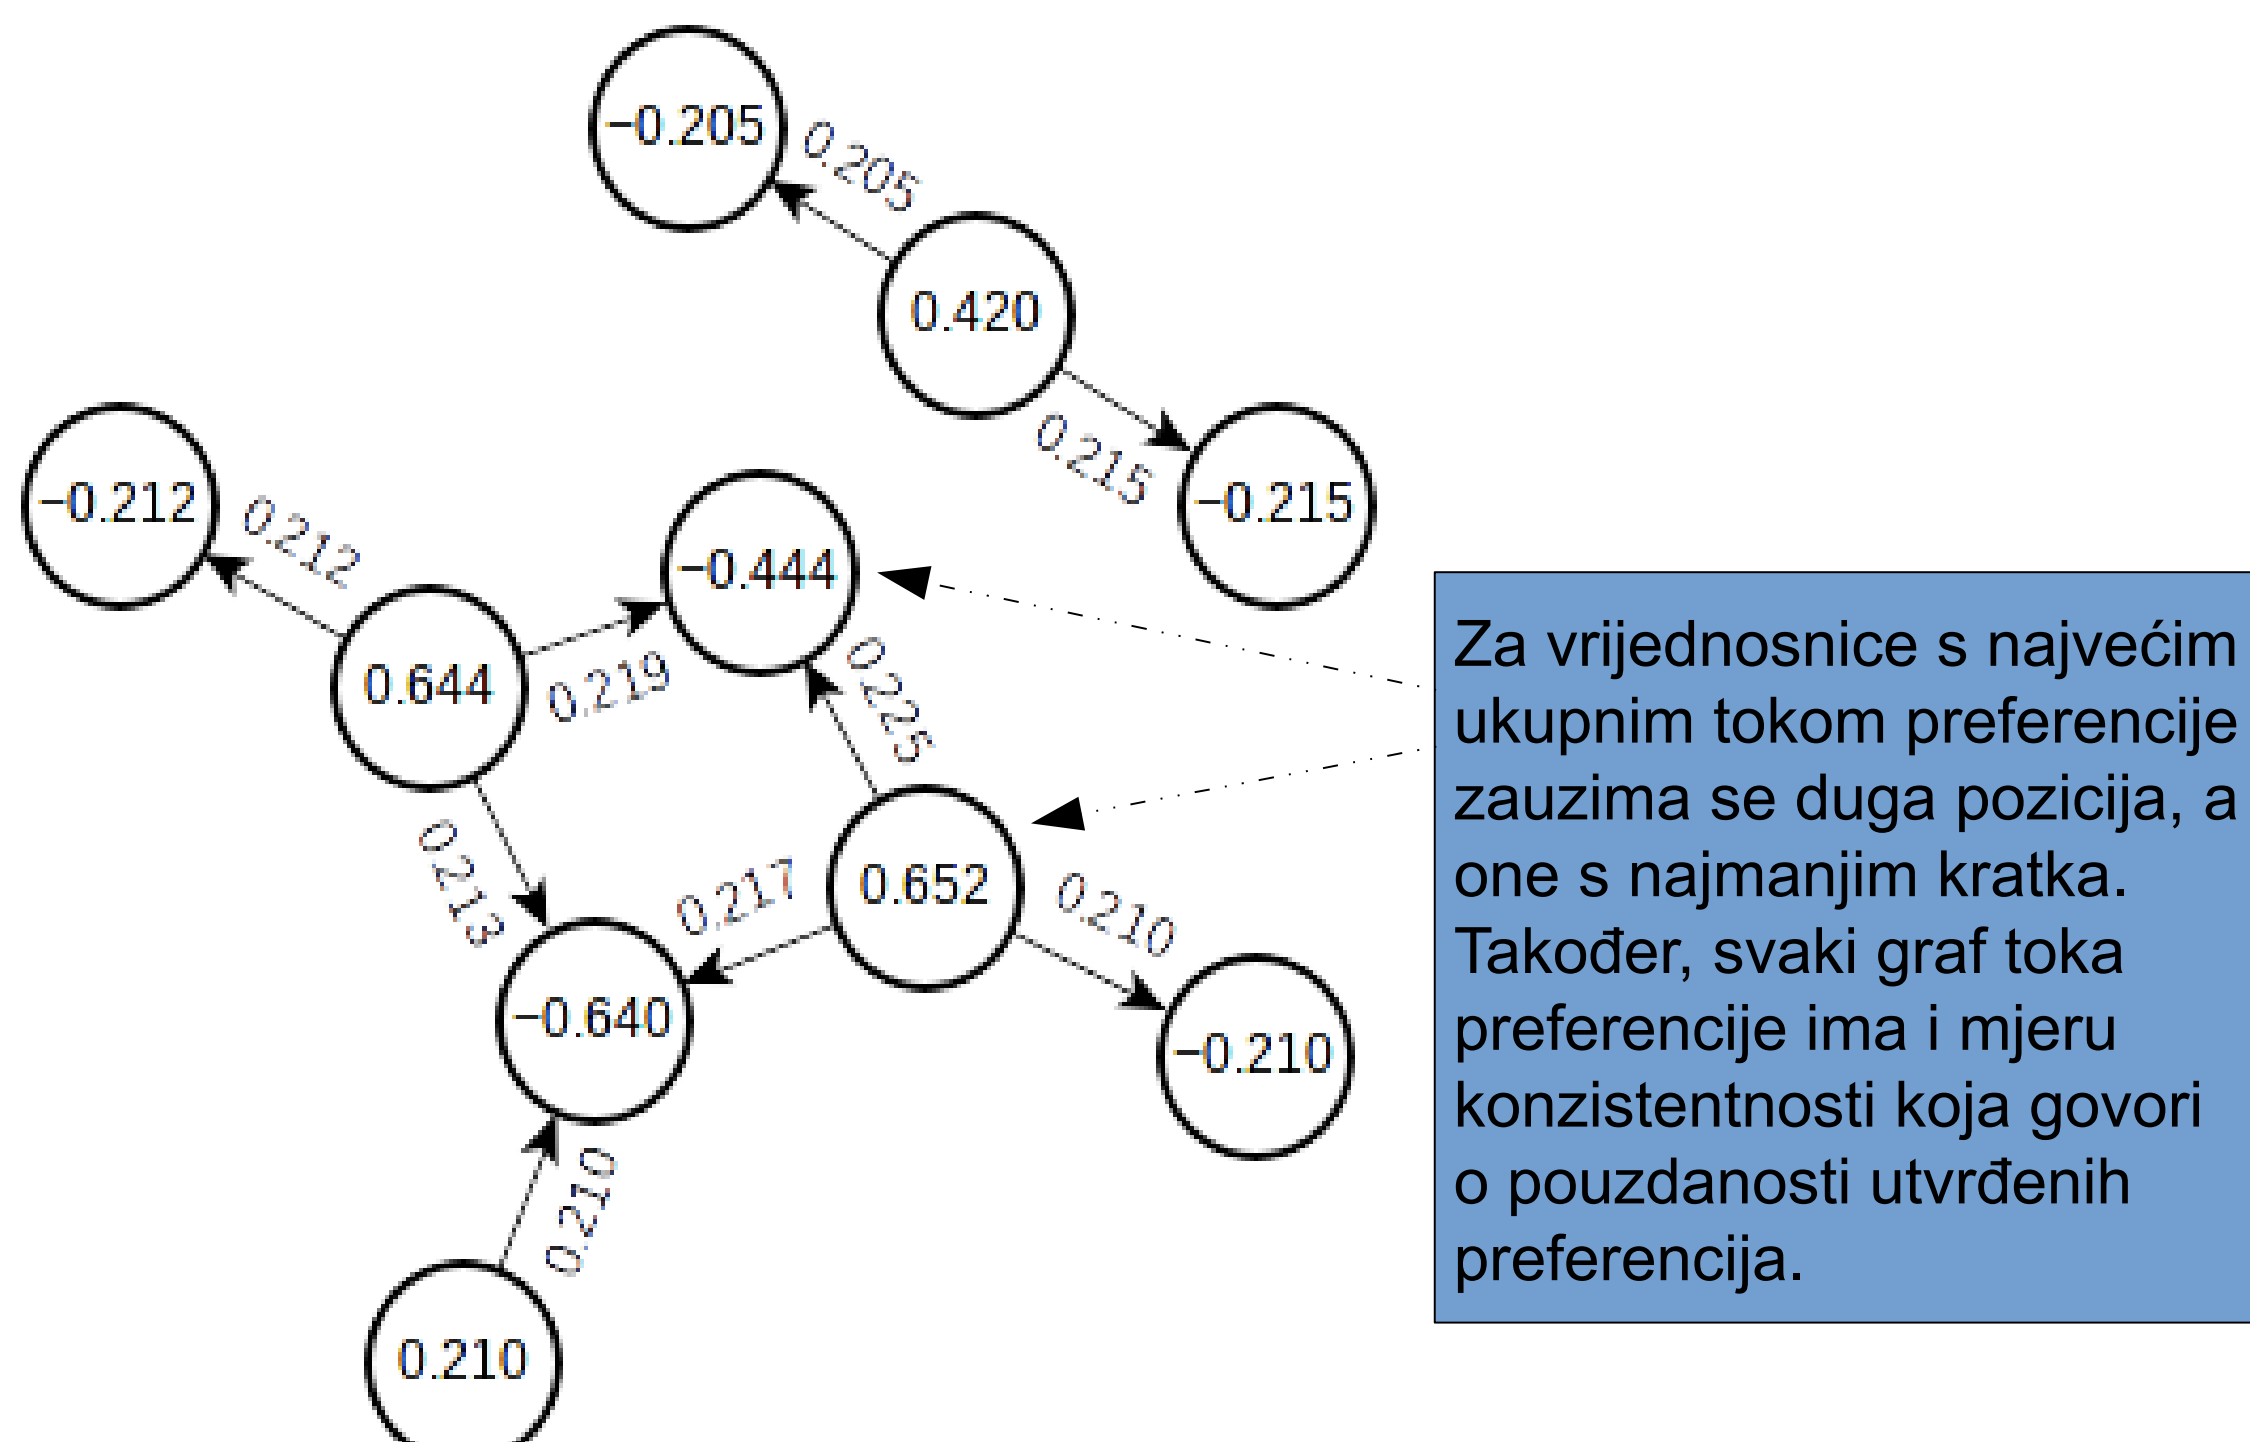 −0.205
0.205
0.420
0.215
−0.215
−0.212
0.212
−0.444
0.644
0.219
0.225
0.213
0.217
0.652
0.210
−0.640
−0.210
0.210
0.210
Za vrijednosnice s najvećim
ukupnim tokom preferencije
zauzima se duga pozicija, a
one s najmanjim kratka.
Također, svaki graf toka
preferencije ima i mjeru
konzistentnosti koja govori
o pouzdanosti utvrđenih
preferencija.